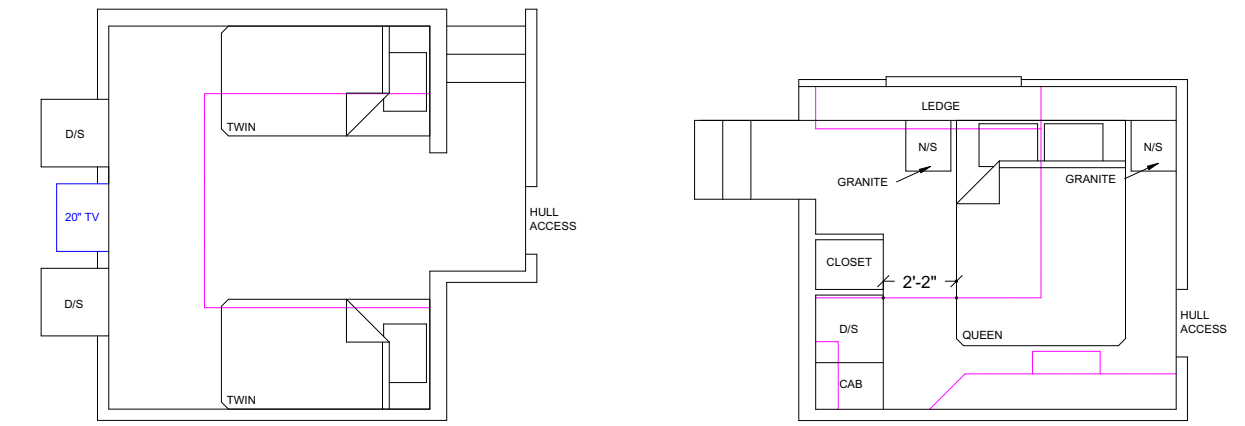 D/S
TWIN
20" TV
HULL
ACCESS
D/S
TWIN
LEDGE
N/S
N/S
GRANITE
GRANITE
CLOSET
2'-2"
D/S
QUEEN
HULL
ACCESS
CAB